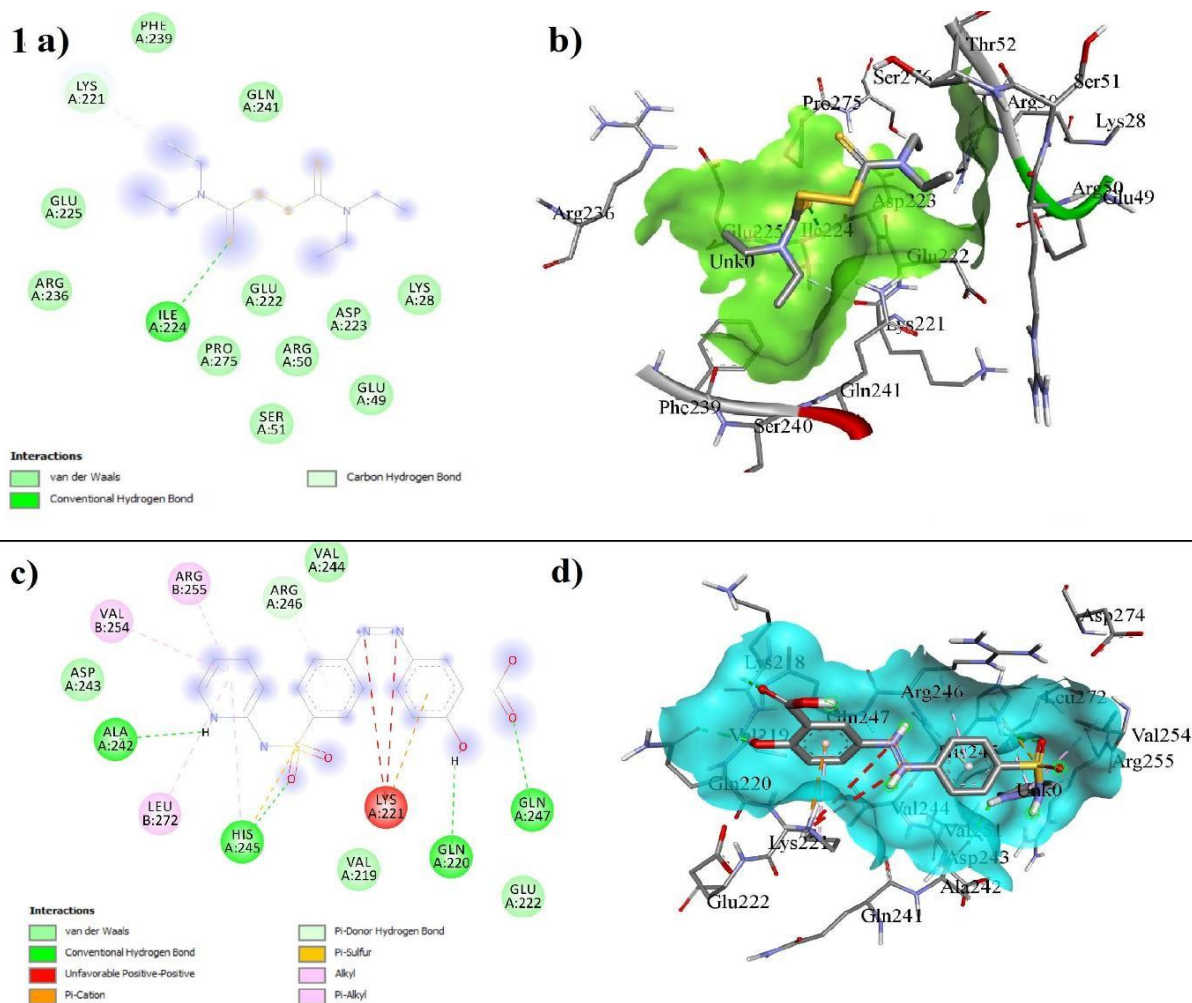 1 a)
PHE
A:239
LYS
A:221
GLN
A:241
N
S
S
N
GLU
A:225
ARG
A:236
ILE
A:224
GLU
A:222
ASP
A:223
LYS
A:28
PRO
A:275
ARG
A:50
GLU
A:49
SER
A:51
Interactions
van der Waals
Conventional Hydrogen Bond
Carbon Hydrogen Bond
b)
Thr52
Ser276
Ser51
Pro275
Lys28
Arg50
Glu49
Asp223
Arg236
Glu225
Ile224
Unk0
Glu222
Lys221
Gln241
Phe239
Ser240
c)
VAL
A:244
ARG
B:255
ARG
A:246
VAL
B:254
N
N
ASP
A:243
O
O
ALA
A:242
N
H
N
S
O
O
O
H
LEU
B:272
LYS
A:221
GLN
A:247
HIS
A:245
GLN
A:220
VAL
A:219
GLU
A:222
Interactions
van der Waals
Conventional Hydrogen Bond
Unfavorable Positive-Positive
Pi-Cation
Pi-Donor Hydrogen Bond
Pi-Sulfur
Alkyl
Pi-Alkyl
d)
Asp274
Lys218
Arg246
Leu272
Gln247
Val219
Val254
Arg255
Gln220
Unk0
Val244
Lys221
Asp243
Ala242
Glu222
Gln241